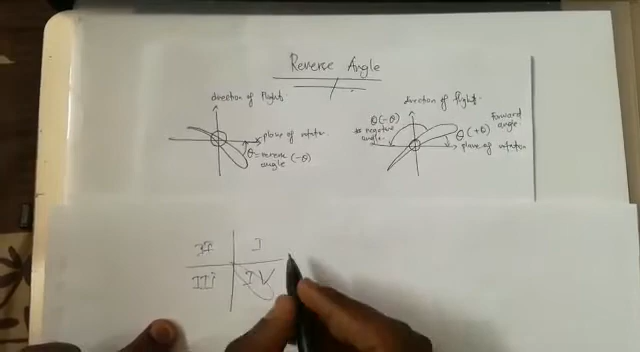 Reverse Angle
direction of flight.
plane of rotation
θ = reverse (-θ)
angle
direction of flight.
θ(-θ)
negative
angle.
Forward
angle.
θ(+θ)
plane of rotation
II I
III IV